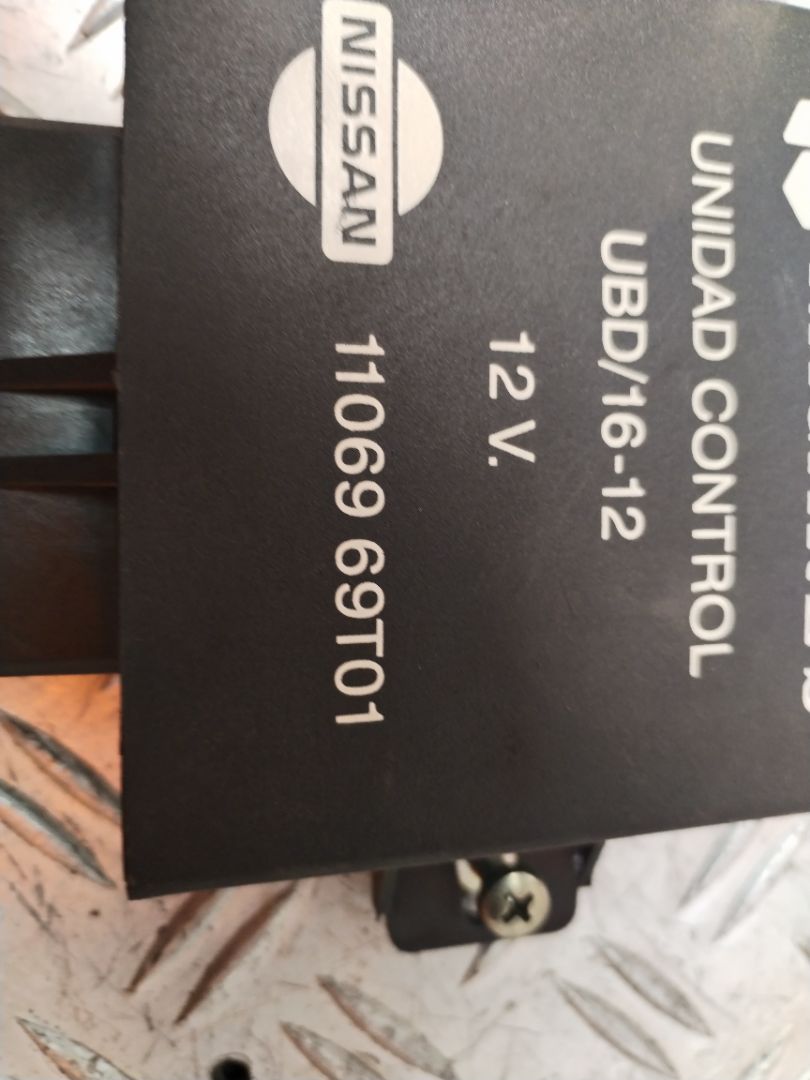 UNIDAD CONTROL
UBD/16-12
12 V.
11069 69T01
NISSAN